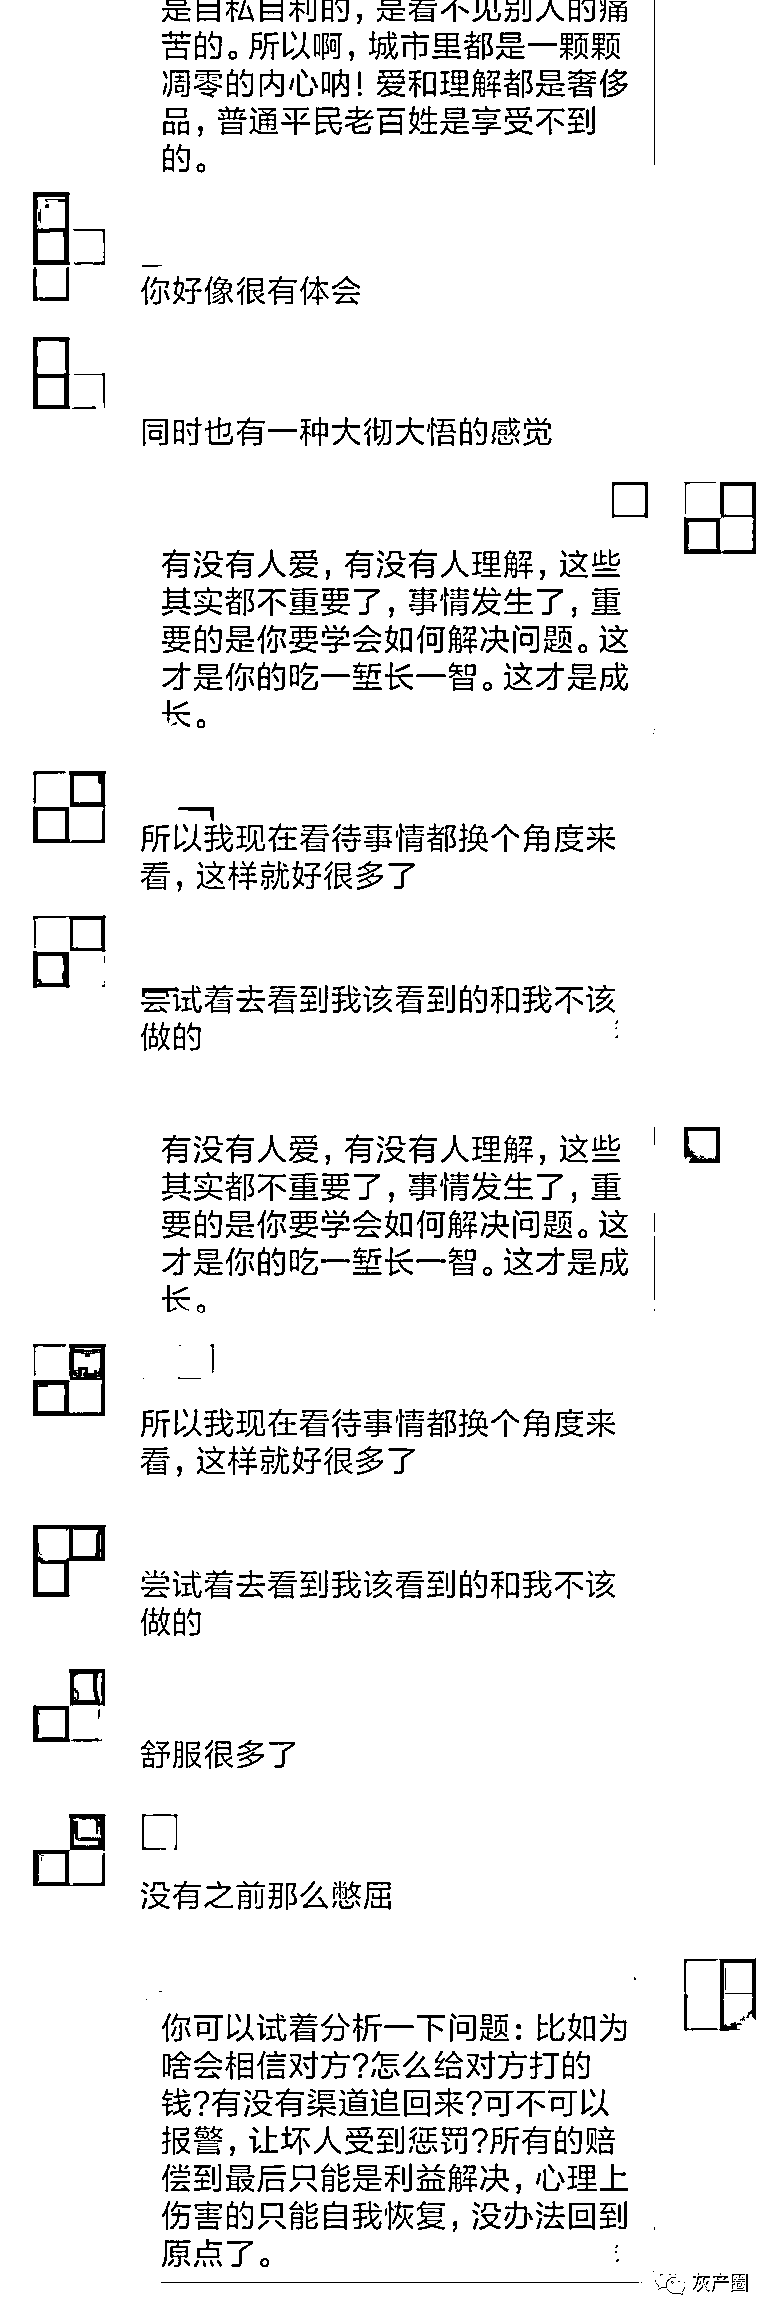 是自私自利的，是看不见别人的痛
苦的。所以啊，城市里都是一颗颗
凋零的内心呐！爱和理解都是奢侈
品，普通平民老百姓是享受不到
的。
你好像很有体会
同时也有一种大彻大悟的感觉
有没有人爱，有没有人理解，这些
其实都不重要了，事情发生了，重
要的是你要学会如何解决问题。这
才是你的吃一堑长一智。这才是成
长。
所以我现在看待事情都换个角度来
看，这样就好很多了
尝试着去看到我该看到的和我不该
做的
有没有人爱，有没有人理解，这些
其实都不重要了，事情发生了，重
要的是你要学会如何解决问题。这
才是你的吃一堑长一智。这才是成
长。
所以我现在看待事情都换个角度来
看，这样就好很多了
尝试着去看到我该看到的和我不该
做的
舒服很多了
没有之前那么憋屈
你可以试着分析一下问题：比如为
啥会相信对方?怎么给对方打的
钱?有没有渠道追回来?可不可以
报警，让坏人受到惩罚?所有的赔
偿到最后只能是利益解决，心理上
伤害的只能自我恢复，没办法回到
原点了。
灰产圈